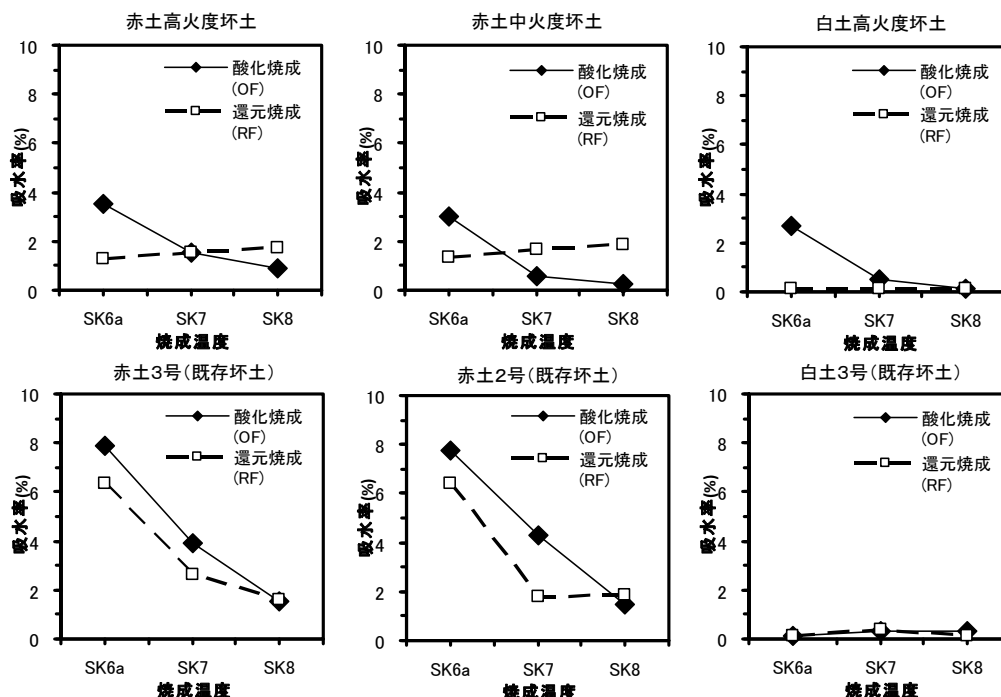 赤土高火度坏土
10
8
6
4
2
0
吸水率(%)
酸化焼成
(OF)
還元焼成
(RF)
SK6a
SK7
SK8
焼成温度
赤土中火度坏土
10
8
6
4
2
0
吸水率(%)
酸化焼成
(OF)
還元焼成
(RF)
SK6a
SK7
SK8
焼成温度
白土高火度坏土
10
8
6
4
2
0
吸水率(%)
酸化焼成
(OF)
還元焼成
(RF)
SK6a
SK7
SK8
焼成温度
赤土3号(既存坏土)
10
8
6
4
2
0
吸水率(%)
酸化焼成
(OF)
還元焼成
(RF)
SK6a
SK7
SK8
焼成温度
赤土2号(既存坏土)
10
8
6
4
2
0
吸水率(%)
酸化焼成
(OF)
還元焼成
(RF)
SK6a
SK7
SK8
焼成温度
白土3号(既存坏土)
10
8
6
4
2
0
吸水率(%)
酸化焼成
(OF)
還元焼成
(RF)
SK6a
SK7
SK8
焼成温度